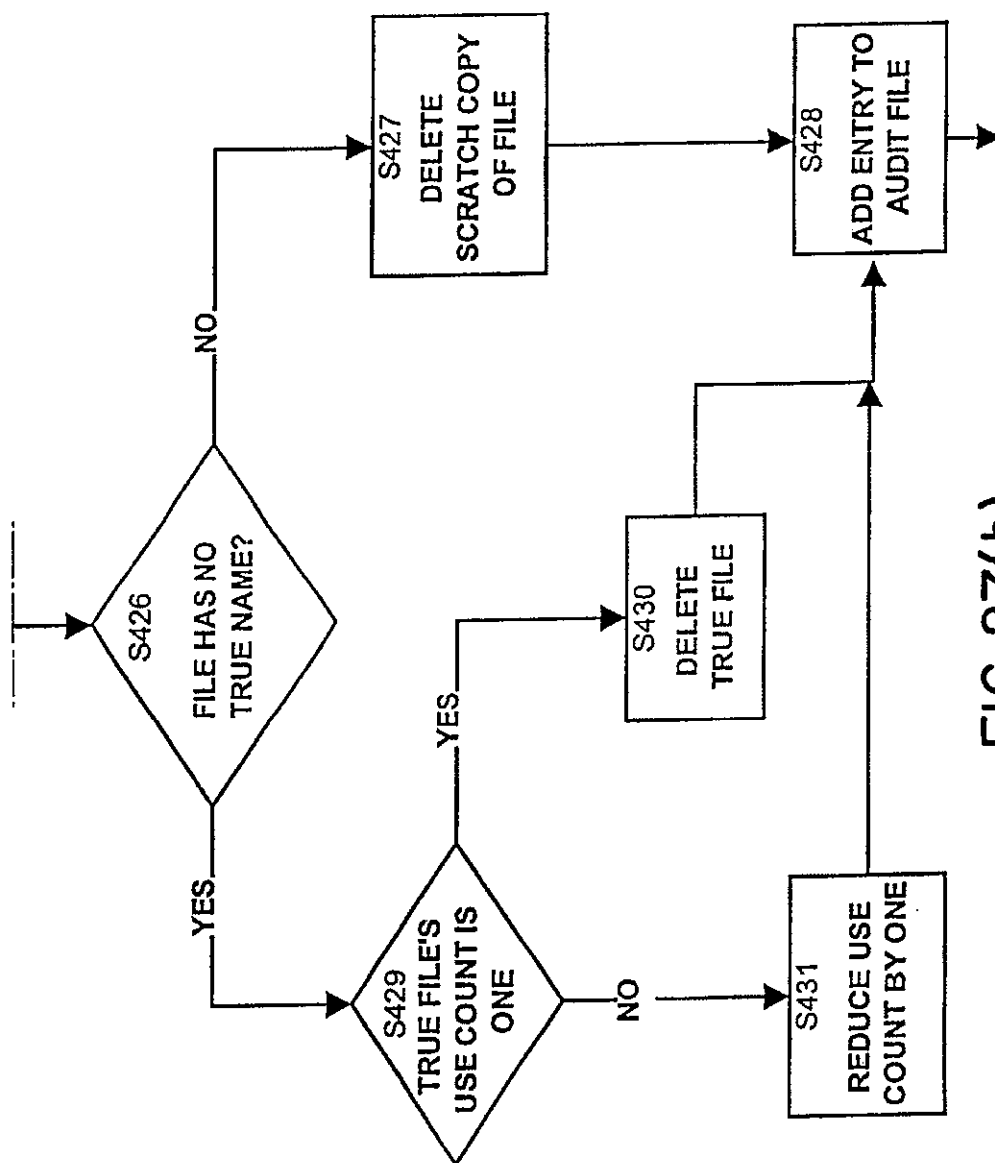 S426
FILE HAS NO
TRUE NAME?
NO
YES
S427
DELETE
SCRATCH COPY
OF FILE
S429
TRUE FILE'S
USE COUNT IS
ONE
YES
NO
S430
DELETE
TRUE FILE
S431
REDUCE USE
COUNT BY ONE
S428
ADD ENTRY TO
AUDIT FILE